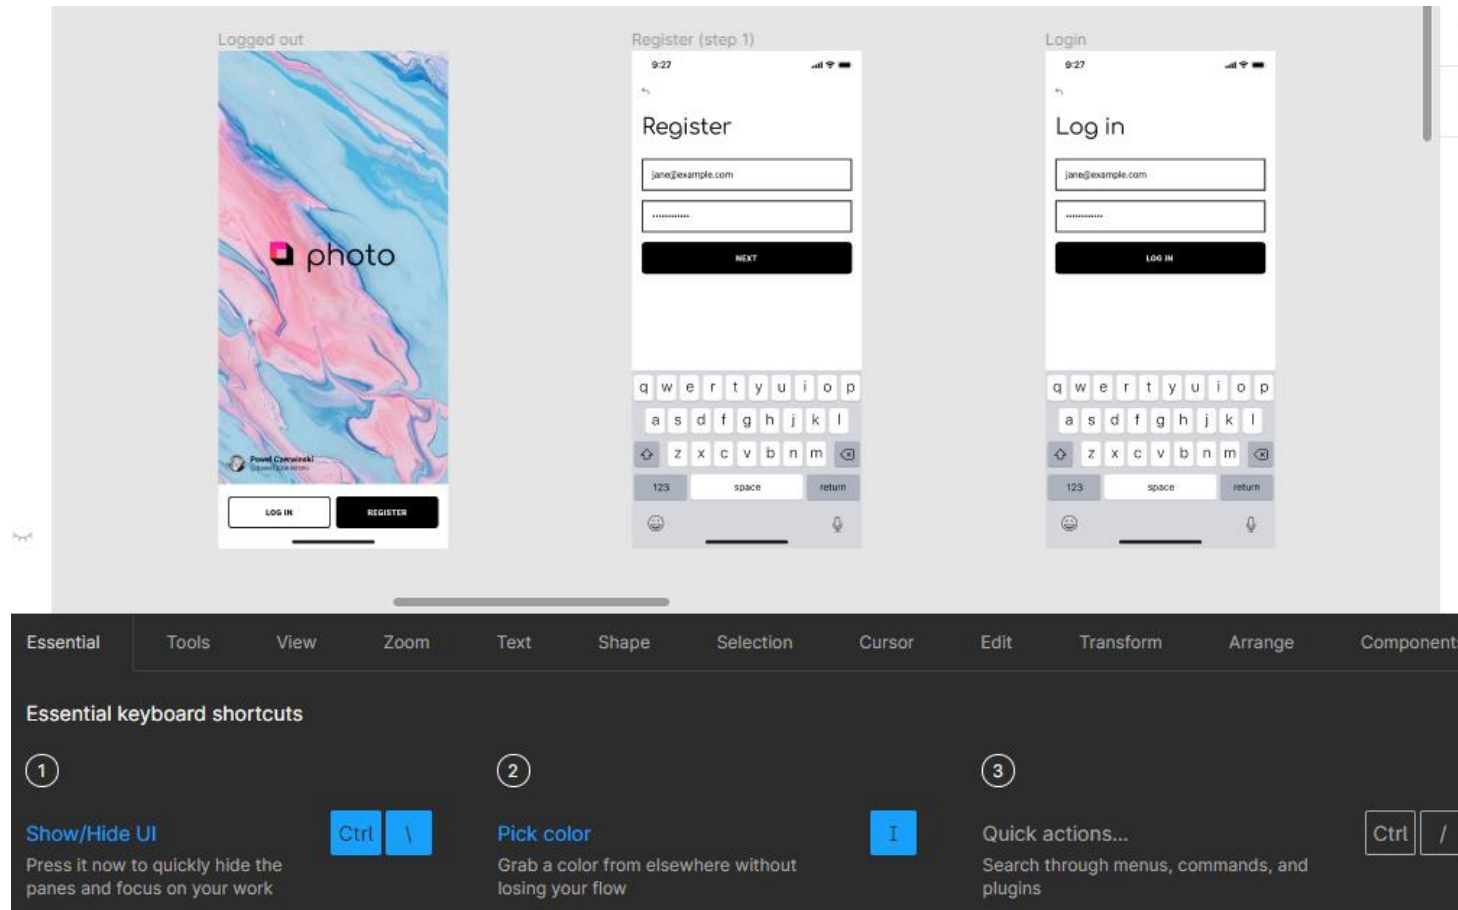 Logged out
photo
Pawel Czerwinski
LOG IN
REGISTER
Register (step 1)
9:27
Register
jane@example.com
NEXT
q w e r t y u i o p
a s d f g h j k l
z x c v b n m
123 space return
Login
9:27
Log in
jane@example.com
LOG IN
q w e r t y u i o p
a s d f g h j k l
z x c v b n m
123 space return
Essential Tools View Zoom Text Shape Selection Cursor Edit Transform Arrange Component
Essential keyboard shortcuts
1
Show/Hide UI
Ctrl \
Press it now to quickly hide the
panes and focus on your work
2
Pick color
I
Grab a color from elsewhere without
losing your flow
3
Quick actions...
Ctrl /
Search through menus, commands, and
plugins